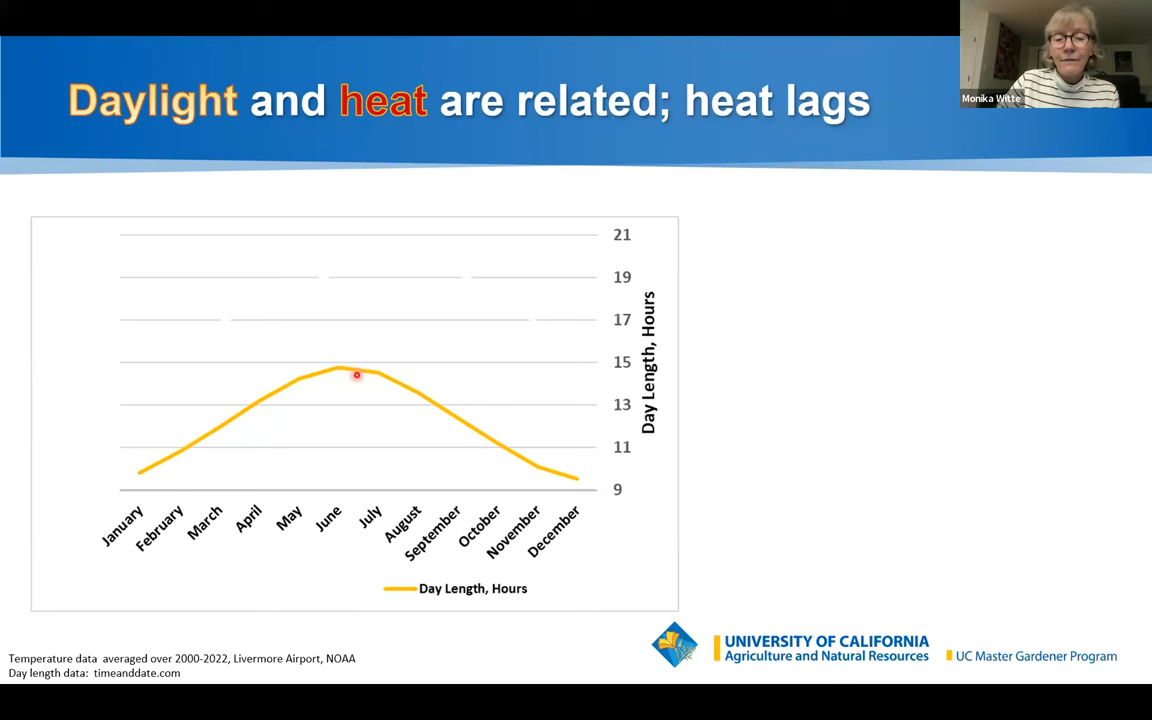 Daylight and heat are related; heat lags
Monika Witte
21
19
17
15
13
11
9
Day Length, Hours
January
February
March
April
May
June
July
August
September
October
November
December
Day Length, Hours
Temperature data averaged over 2000-2022, Livermore Airport, NOAA
Day length data: timeanddate.com
UNIVERSITY OF CALIFORNIA
Agriculture and Natural Resources
UC Master Gardener Program